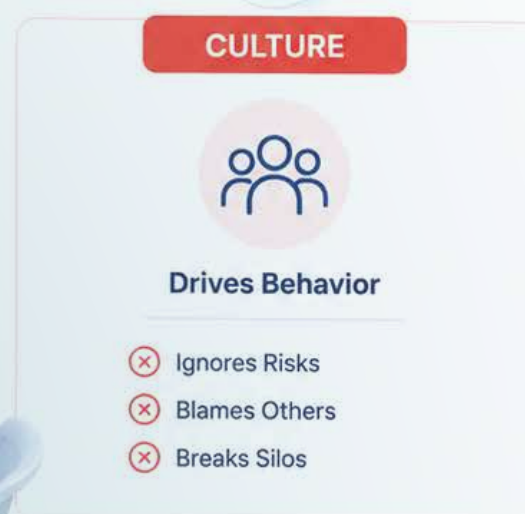 CULTURE
Drives Behavior
Ignores Risks
Blames Others
Breaks Silos